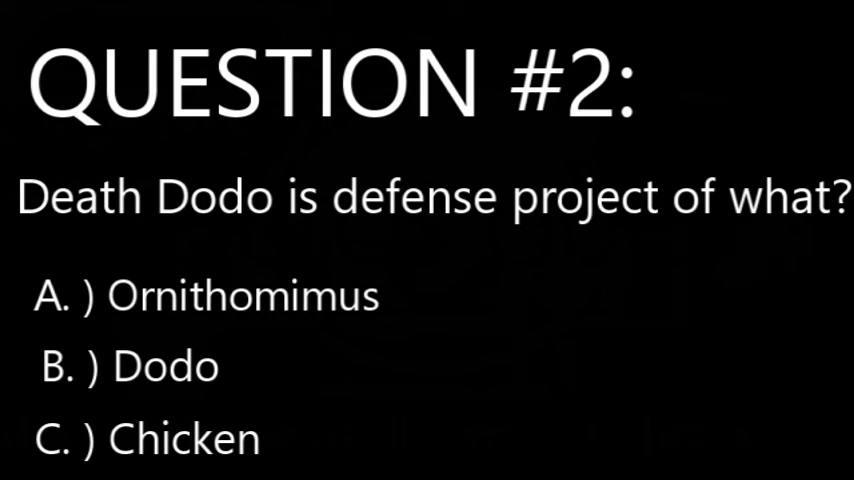 QUESTION #2:
Death Dodo is defense project of what?
A. ) Ornithomimus
B. ) Dodo
C. ) Chicken